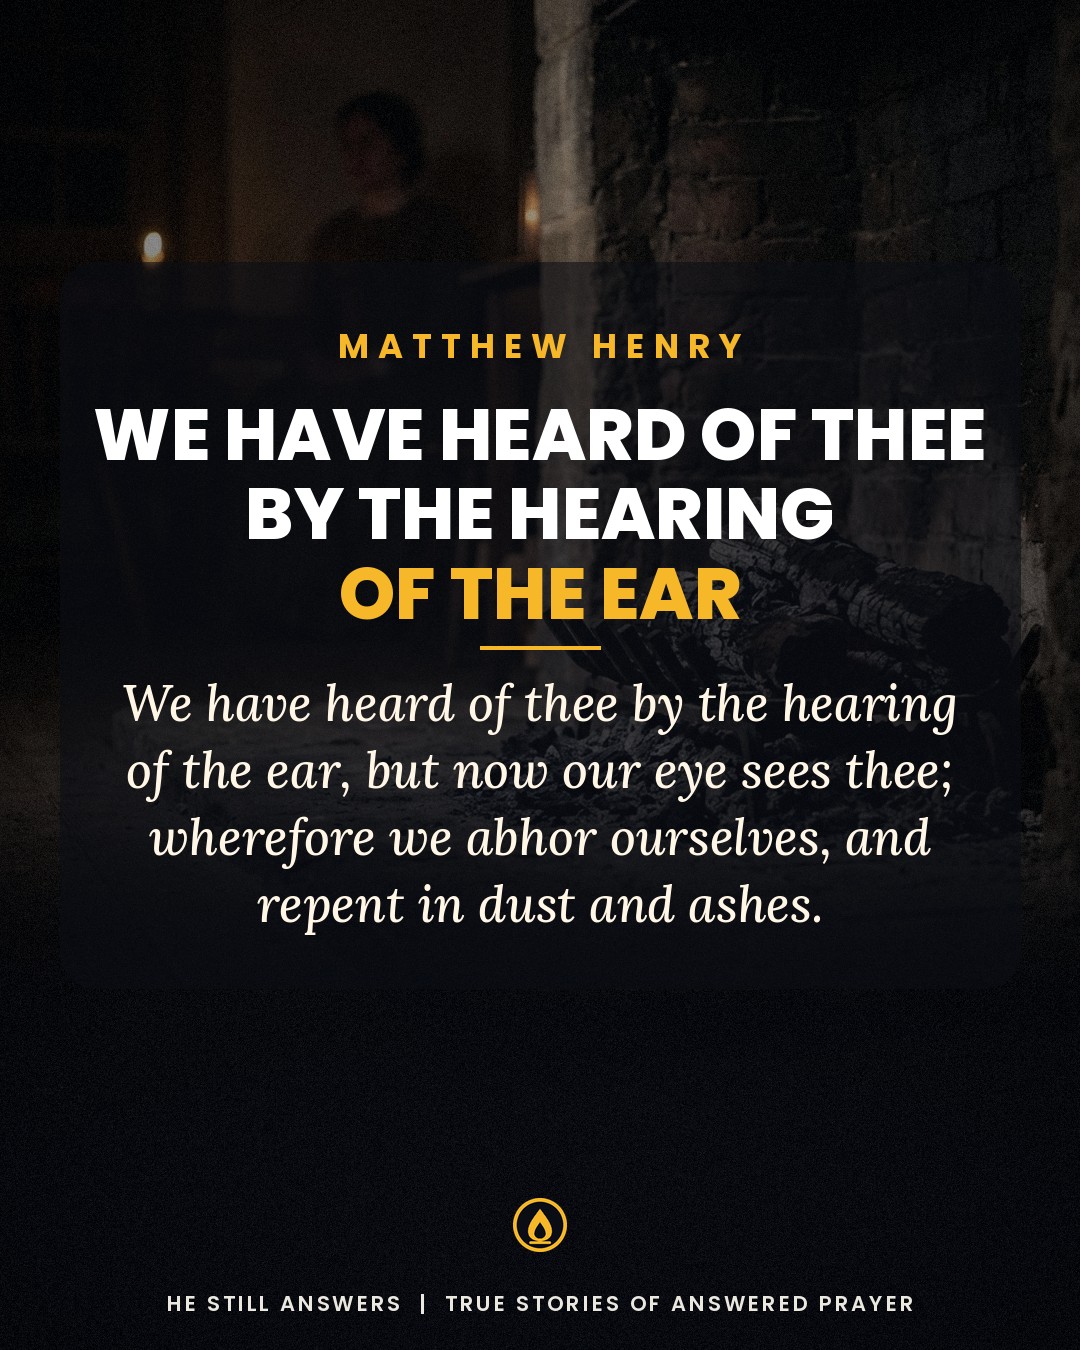 MATTHEW HENRY
WE HAVE HEARD OF THEE
BY THE HEARING
OF THE EAR
We have heard of thee by the hearing
of the ear, but now our eye sees thee;
wherefore we abhor ourselves, and
repent in dust and ashes.
HE STILL ANSWERS | TRUE STORIES OF ANSWERED PRAYER